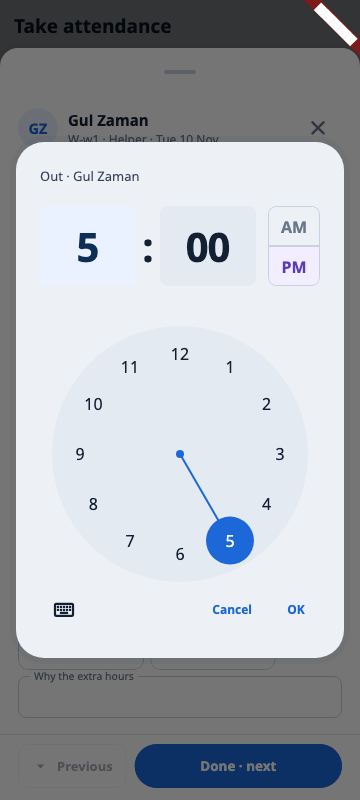 Take attendance
GZ
Gul Zaman
W-w1 · Helper · Tue 10 Nov
Out · Gul Zaman
5 : 00
AM
PM
12
11
1
10
2
9
3
8
4
7
5
6
Cancel
OK
Why the extra hours
Previous
Done · next